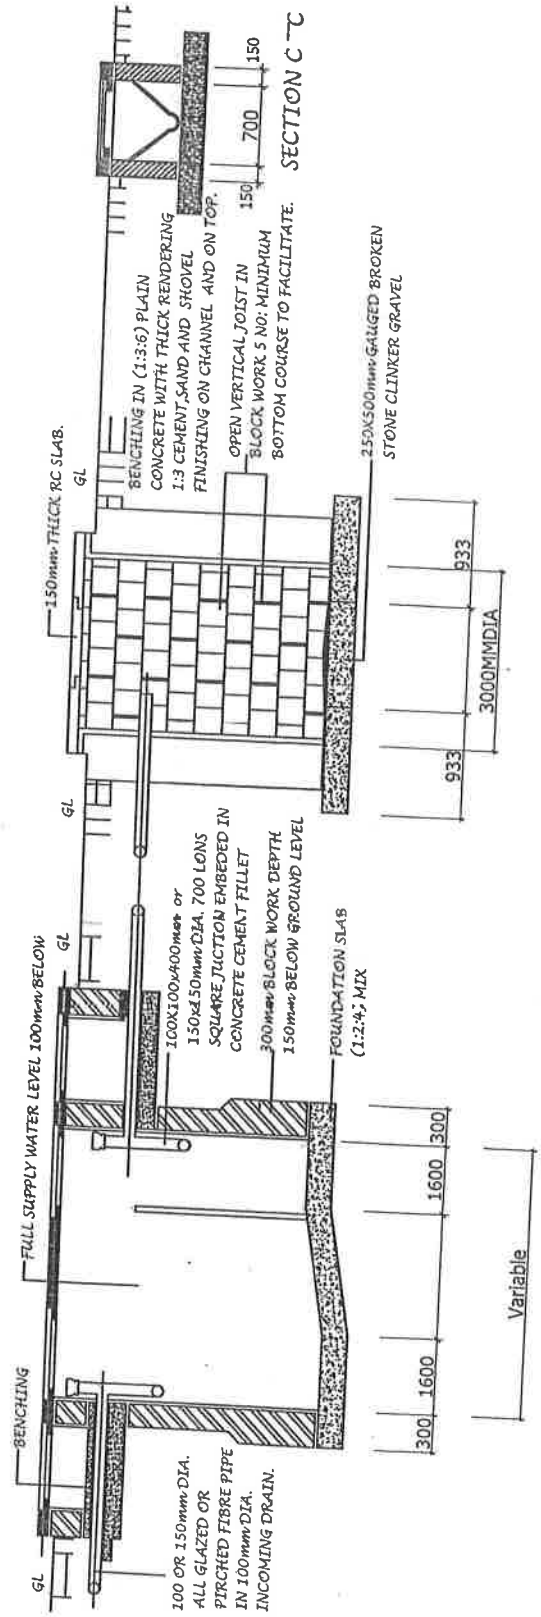 BENCHING
FULL SUPPLY WATER LEVEL 100mm BELOW
GL
GL
GL
150mm THICK RC SLAB.
GL
BENCHING IN (1:3:6) PLAIN
CONCRETE WITH THICK RENDERING
1:3 CEMENT,SAND AND SHOVEL
FINISHING ON CHANNEL AND ON TOP.
OPEN VERTICAL JOIST IN
BLOCK WORK 5 NO: MINIMUM
BOTTOM COURSE TO FACILITATE.
250X500mm GAUGED BROKEN
STONE CLINKER GRAVEL
100 OR 150mm DIA.
ALL GLAZED OR
PIRCHED FIBRE PIPE
IN 100mm DIA.
INCOMING DRAIN.
100X100X400mm or
150x150mm DIA. 700 LONS
SQUARE JUCTION EMBEDED IN
CONCRETE CEMENT FILLET
300mm BLOCK WORK DEPTH
150mm BELOW GROUND LEVEL
FOUNDATION SLAB
(1:2:4; MIX
300
1600
1600
300
Variable
933
933
3000MMDIA
150
700
150
SECTION C-C